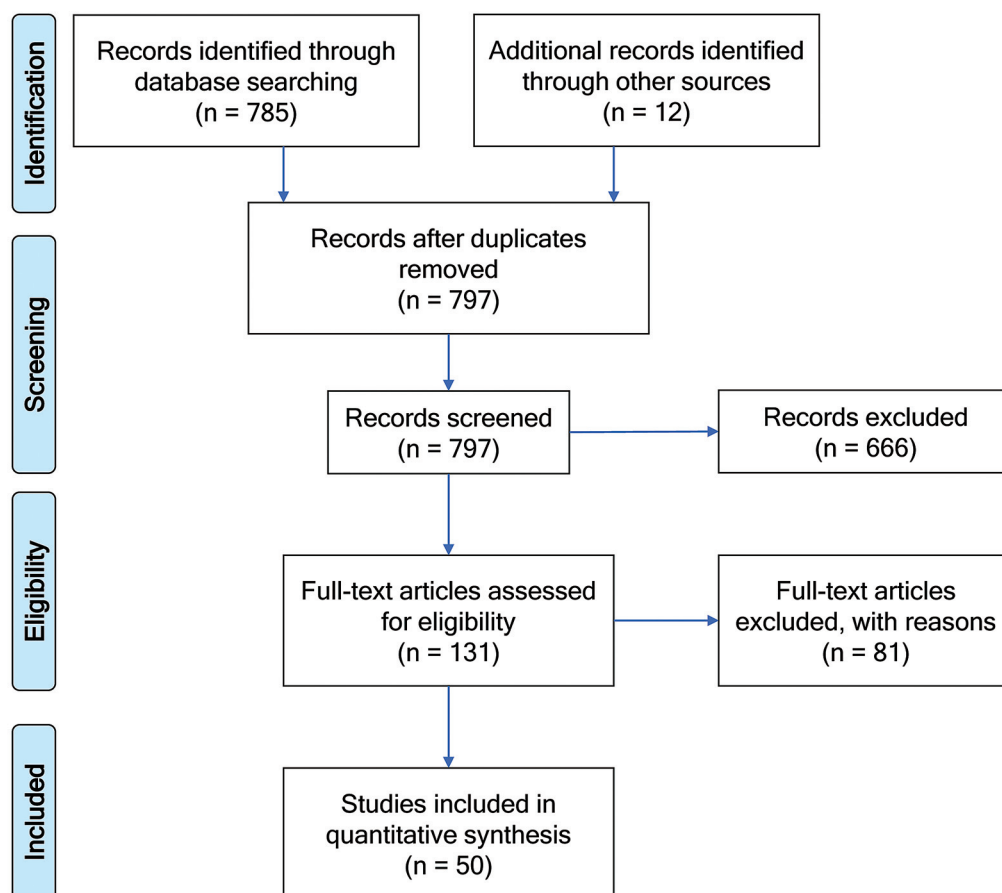 Identification
Records identified through
database searching
(n = 785)
Additional records identified
through other sources
(n = 12)
Screening
Records after duplicates
removed
(n = 797)
Records screened
(n = 797)
Records excluded
(n = 666)
Eligibility
Full-text articles assessed
for eligibility
(n = 131)
Full-text articles
excluded, with reasons
(n = 81)
Included
Studies included in
quantitative synthesis
(n = 50)